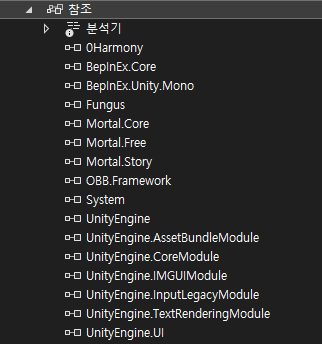 참조
분석기
0Harmony
BepInEx.Core
BepInEx.Unity.Mono
Fungus
Mortal.Core
Mortal.Free
Mortal.Story
OBB.Framework
System
UnityEngine
UnityEngine.AssetBundleModule
UnityEngine.CoreModule
UnityEngine.IMGUIModule
UnityEngine.InputLegacyModule
UnityEngine.TextRenderingModule
UnityEngine.UI